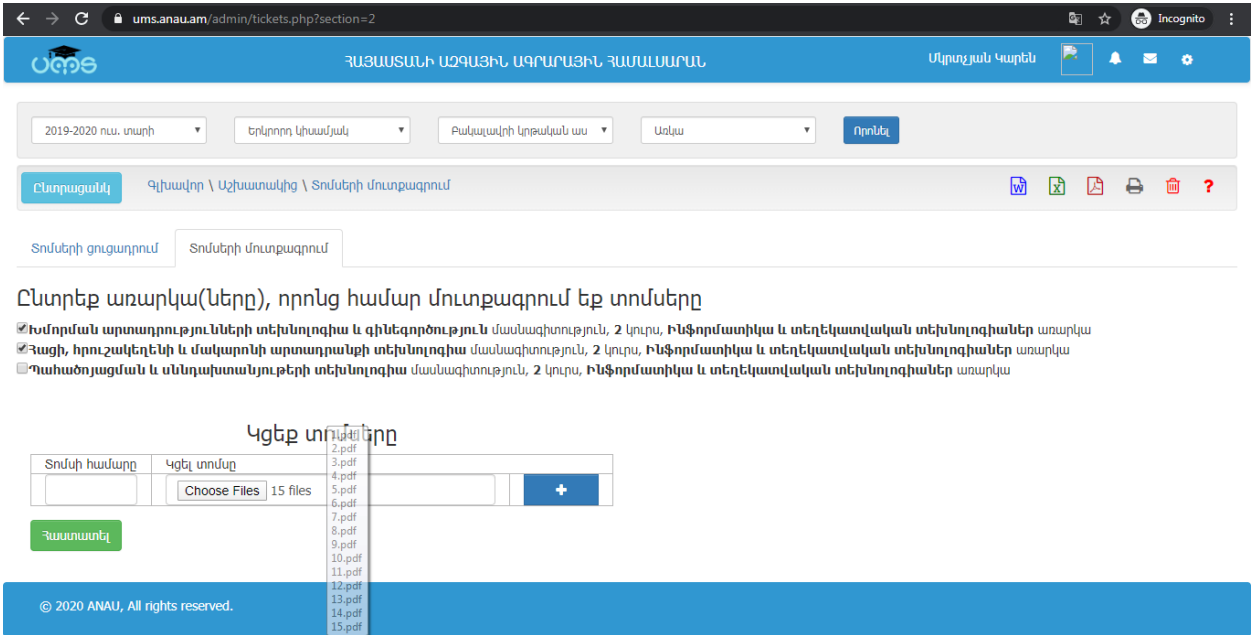 ums.anau.am/admin/tickets.php?section=2 Incognito
ums ՀԱՅԱՍՏԱՆԻ ԱԶԳԱՅԻՆ ԱԳՐԱՐԱՅԻՆ ՀԱՄԱԼՍԱՐԱՆ Մկրտչյան Կարեն
2019-2020 ուս. տարի Երկրորդ կիսամյակ Բակալավրի կրթական աս Առկա Որոնել
Ընտրացանկ Գլխավոր \ Աշխատակից \ Տոմսերի մուտքագրում ?
Տոմսերի ցուցադրում Տոմսերի մուտքագրում
Ընտրեք առարկա(ները), որոնց համար մուտքագրում եք տոմսերը
Խմորման արտադրությունների տեխնոլոգիա և գինեգործություն մասնագիտություն, 2 կուրս, Ինֆորմատիկա և տեղեկատվական տեխնոլոգիաներ առարկա
Հացի, հրուշակեղենի և մակարոնի արտադրանքի տեխնոլոգիա մասնագիտություն, 2 կուրս, Ինֆորմատիկա և տեղեկատվական տեխնոլոգիաներ առարկա
Պահածոյացման և սննդախտանյութերի տեխնոլոգիա մասնագիտություն, 2 կուրս, Ինֆորմատիկա և տեղեկատվական տեխնոլոգիաներ առարկա
Կցեք տոմսերը
1.pdf
2.pdf
Տոմսի համարը Կցել տոմսը 3.pdf
4.pdf
Choose Files 15 files 5.pdf +
6.pdf
7.pdf
8.pdf
Հաստատել 9.pdf
10.pdf
11.pdf
12.pdf
© 2020 ANAU, All rights reserved. 13.pdf
14.pdf
15.pdf